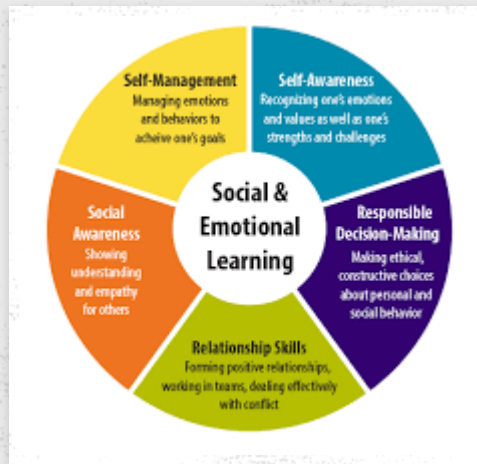 Self-Management
Managing emotions
and behaviors to
acheive one's goals
Self-Awareness
Recognizing one's emotions
and values as well as one's
strengths and challenges
Social &
Emotional
Learning
Social
Awareness
Showing
understanding
and empathy
for others
Responsible
Decision-Making
Making ethical,
constructive choices
about personal and
social behavior
Relationship Skills
Forming positive relationships,
working in teams, dealing effectively
with conflict